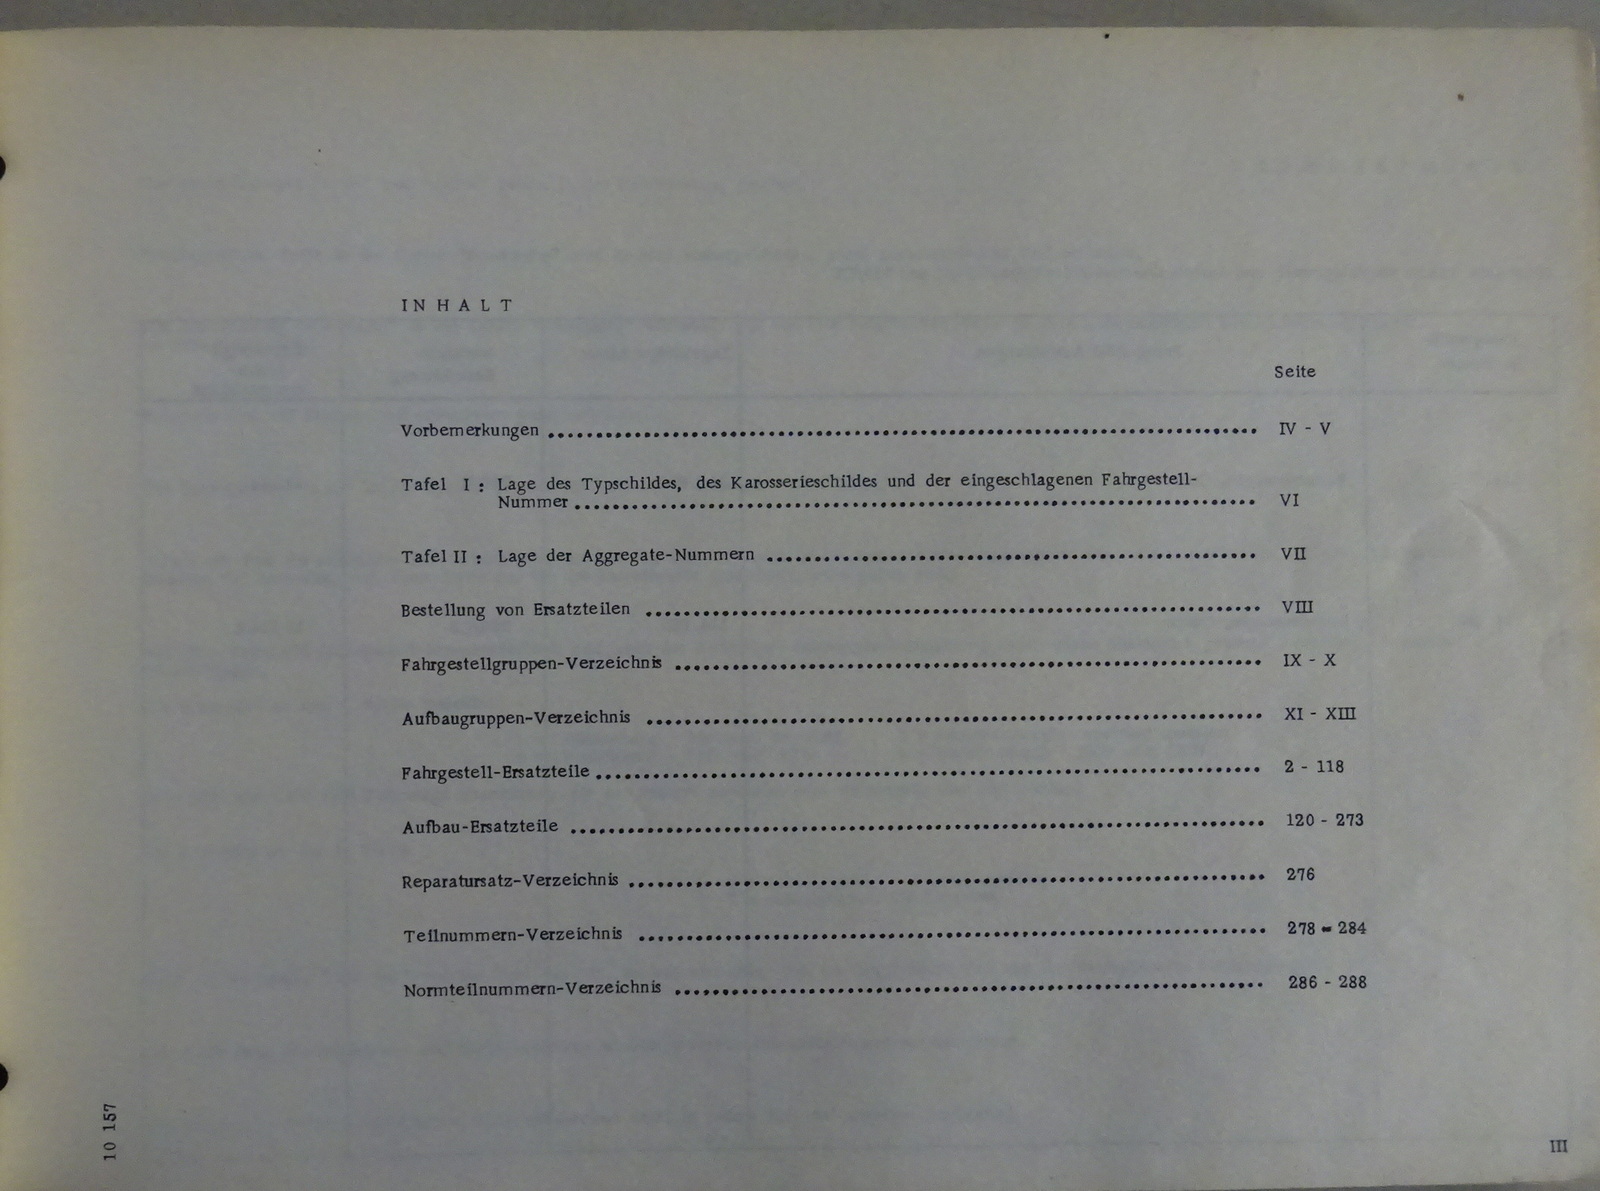 INHALT
Seite
Vorbemerkungen ........ IV - V
Tafel I : Lage des Typschildes, des Karosserieschildes und der eingeschlagenen Fahrgestell-
Nummer ........ VI
Tafel II : Lage der Aggregate-Nummern ........ VII
Bestellung von Ersatzteilen ........ VIII
Fahrgestellgruppen-Verzeichnis ........ IX - X
Aufbaugruppen-Verzeichnis ........ XI - XIII
Fahrgestell-Ersatzteile ........ 2 - 118
Aufbau-Ersatzteile ........ 120 - 273
Reparatursatz-Verzeichnis ........ 276
Teilnummern-Verzeichnis ........ 278 - 284
Normteilnummern-Verzeichnis ........ 286 - 288
10 157
III